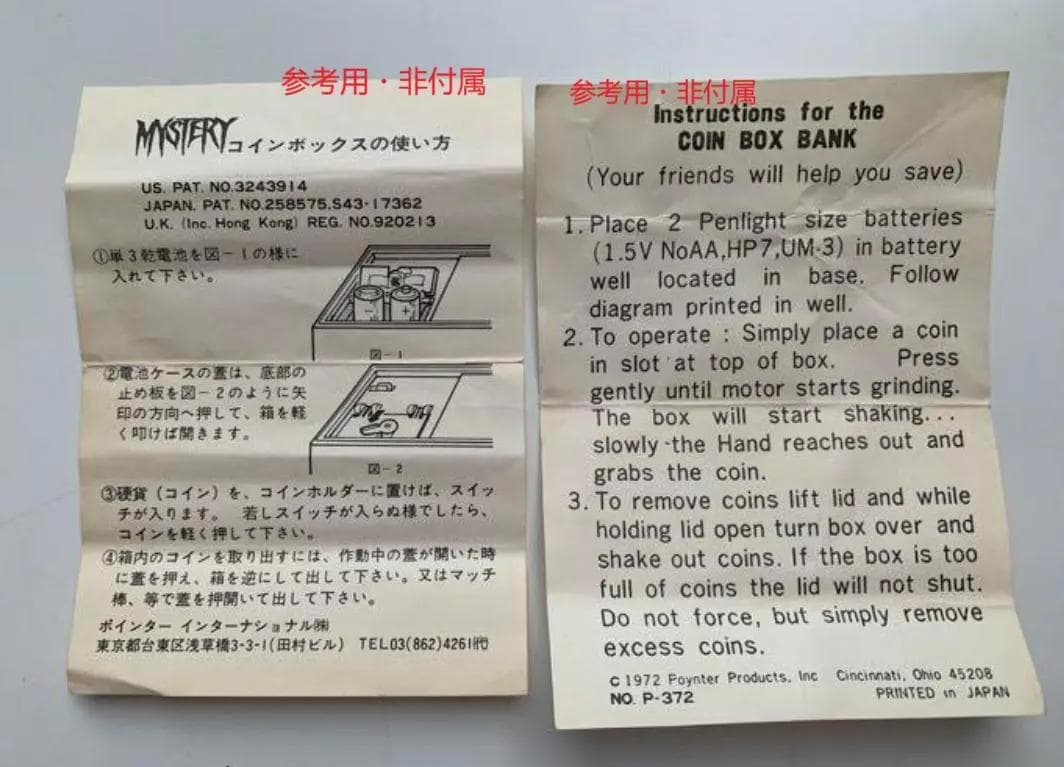 参考用・非付属
MYSTERYコインボックスの使い方
US. PAT. NO.3243914
JAPAN. PAT. NO.258575.S43-17362
U.K. (Inc. Hong Kong) REG. NO.920213
①単3乾電池を図-1の様に
入れて下さい。
図-1
②電池ケースの蓋は、底部の
止め板を図-2のように矢
印の方向へ押して、箱を軽
く叩けば開きます。
図-2
③硬貨(コイン)を、コインホルダーに置けば、スイッ
チが入ります。 若しスイッチが入らぬ様でしたら、
コインを軽く押して下さい。
④箱内のコインを取り出すには、作動中の蓋が開いた時
に蓋を押え、箱を逆にして出して下さい。又はマッチ
棒、等で蓋を押開いて出して下さい。
ポインター インターナショナル㈱
東京都台東区浅草橋3-3-1(田村ビル) TEL03(862)4261㈹
参考用・非付属
Instructions for the
COIN BOX BANK
(Your friends will help you save)
1. Place 2 Penlight size batteries
(1.5V NoAA,HP7,UM-3) in battery
well located in base. Follow
diagram printed in well.
2. To operate : Simply place a coin
in slot at top of box. Press
gently until motor starts grinding.
The box will start shaking...
slowly the Hand reaches out and
grabs the coin.
3. To remove coins lift lid and while
holding lid open turn box over and
shake out coins. If the box is too
full of coins the lid will not shut.
Do not force, but simply remove
excess coins.
C 1972 Poynter Products, Inc Cincinnati, Ohio 45208
NO. P-372 PRINTED in JAPAN